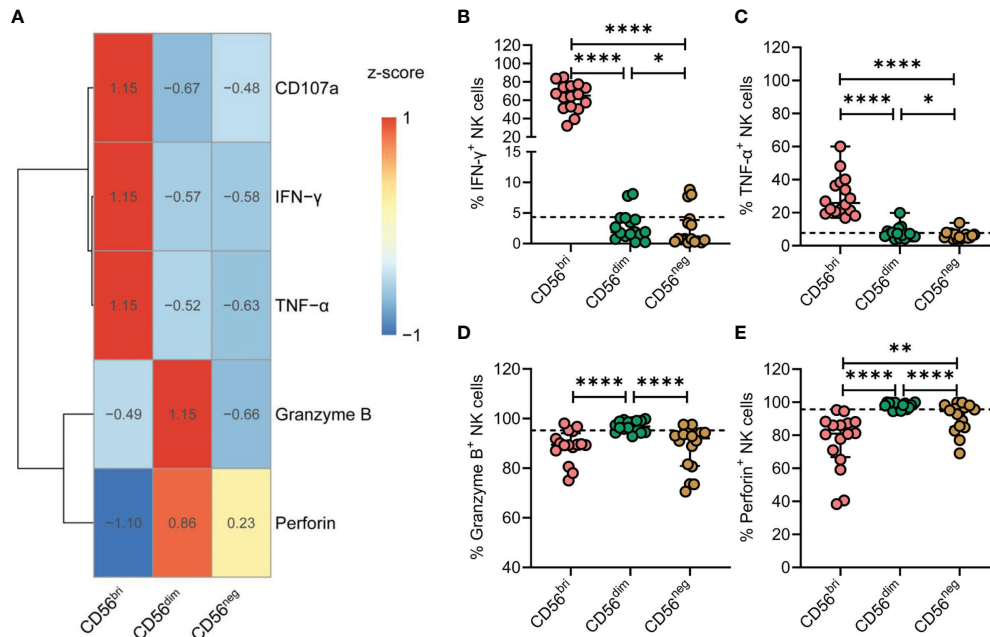 A
z-score
1
−1
1.15
−0.67
−0.48
CD107a
1.15
−0.57
−0.58
IFN−γ
1.15
−0.52
−0.63
TNF−α
−0.49
1.15
−0.66
Granzyme B
−1.10
0.86
0.23
Perforin
CD56bri
CD56dim
CD56neg
B
% IFN-γ+ NK cells
120
100
80
60
40
20
10
5
0
****
****
*
CD56bri
CD56dim
CD56neg
C
% TNF-α+ NK cells
120
100
80
60
40
20
0
****
****
*
CD56bri
CD56dim
CD56neg
D
% Granzyme B+ NK cells
120
100
80
60
40
****
****
CD56bri
CD56dim
CD56neg
E
% Perforin+ NK cells
120
100
80
60
40
20
0
**
****
****
CD56bri
CD56dim
CD56neg